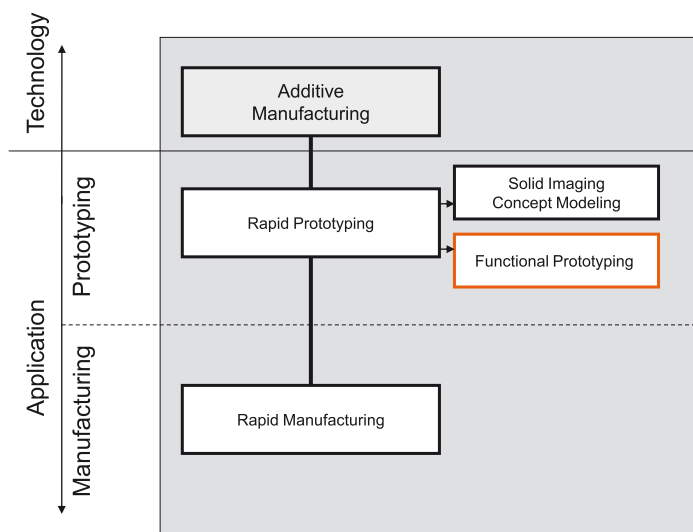 Technology
Additive
Manufacturing
Application
Prototyping
Rapid Prototyping
Solid Imaging
Concept Modeling
Functional Prototyping
Manufacturing
Rapid Manufacturing